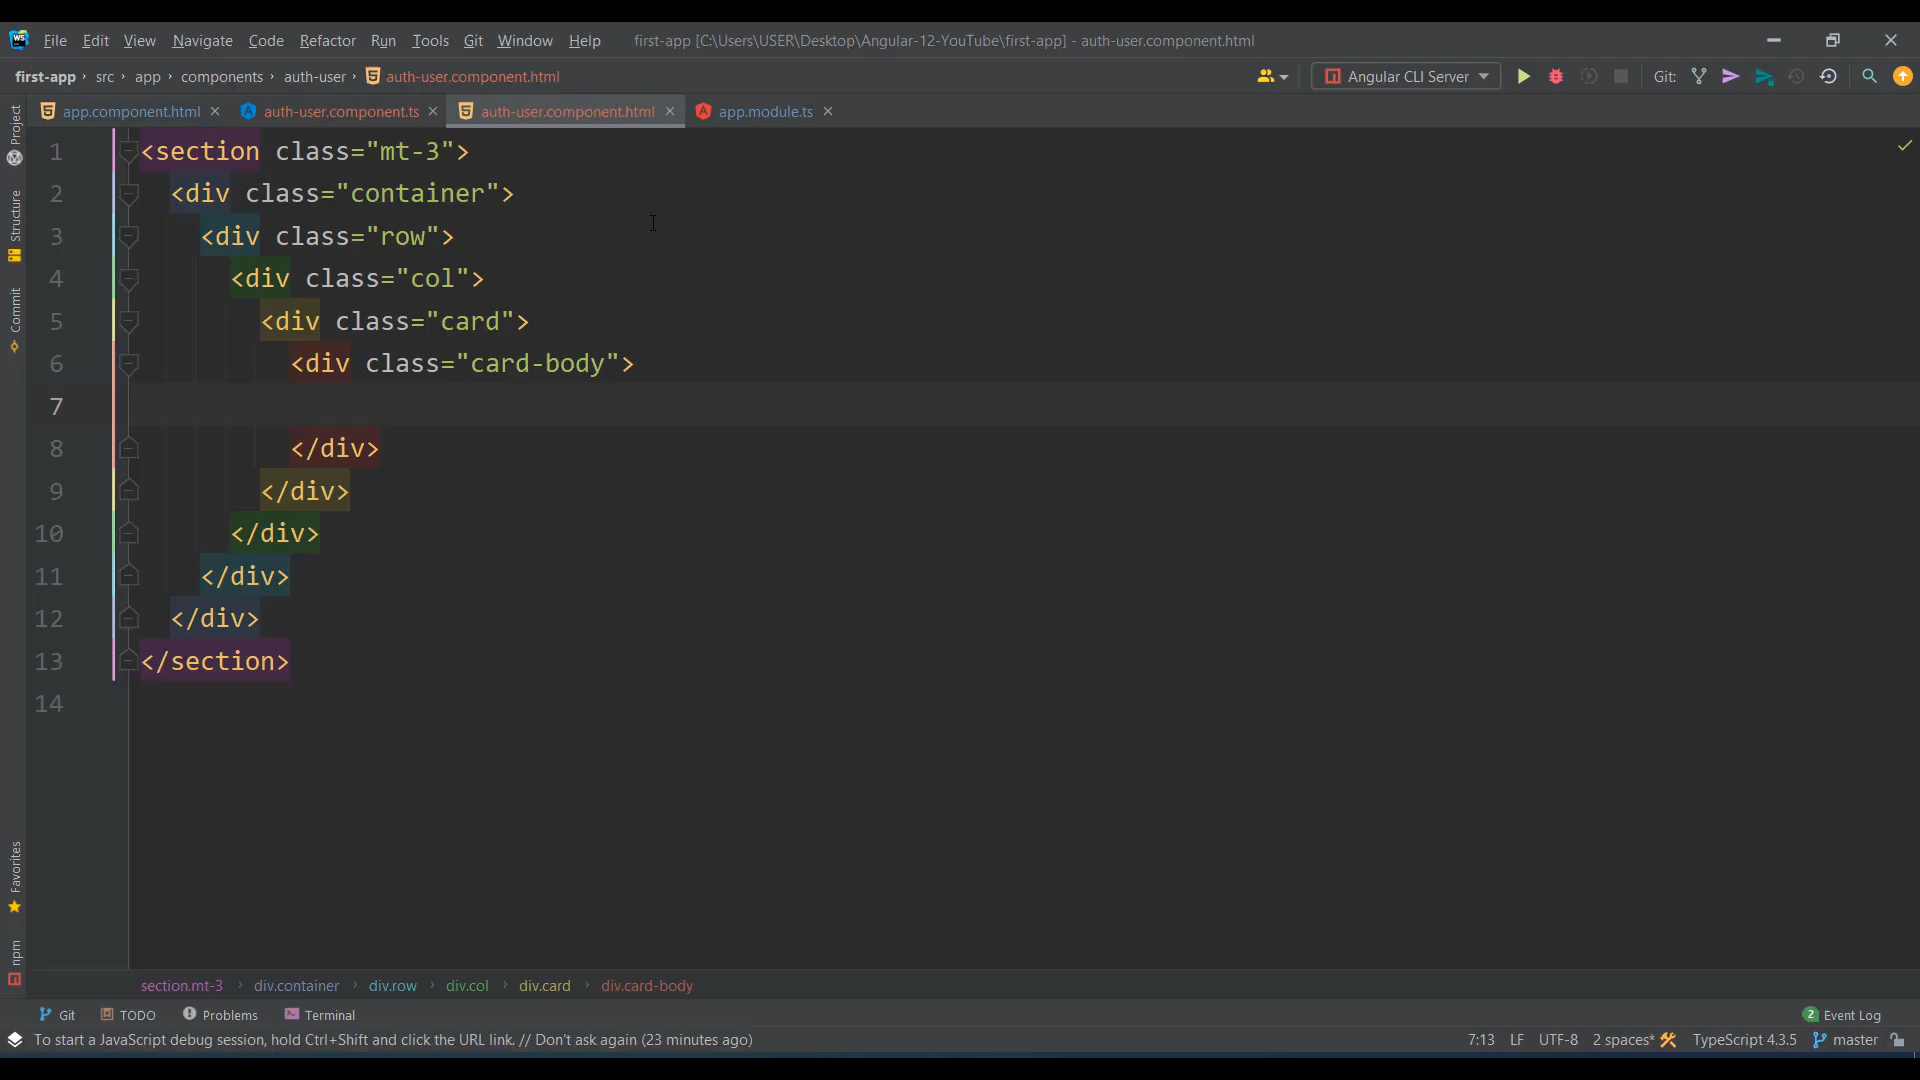 WS File Edit View Navigate Code Refactor Run Tools Git Window Help first-app [C:\Users\USER\Desktop\Angular-12-YouTube\first-app] - auth-user.component.html
first-app › src › app › components › auth-user › auth-user.component.html Angular CLI Server Git:
app.component.html auth-user.component.ts auth-user.component.html app.module.ts
Project
Structure
Commit
Favorites
npm
1 <section class="mt-3">
2 <div class="container">
3 <div class="row">
4 <div class="col">
5 <div class="card">
6 <div class="card-body">
7
8 </div>
9 </div>
10 </div>
11 </div>
12 </div>
13 </section>
14
section.mt-3 › div.container › div.row › div.col › div.card › div.card-body
Git TODO Problems Terminal 2 Event Log
To start a JavaScript debug session, hold Ctrl+Shift and click the URL link. // Don't ask again (23 minutes ago) 7:13 LF UTF-8 2 spaces* TypeScript 4.3.5 master